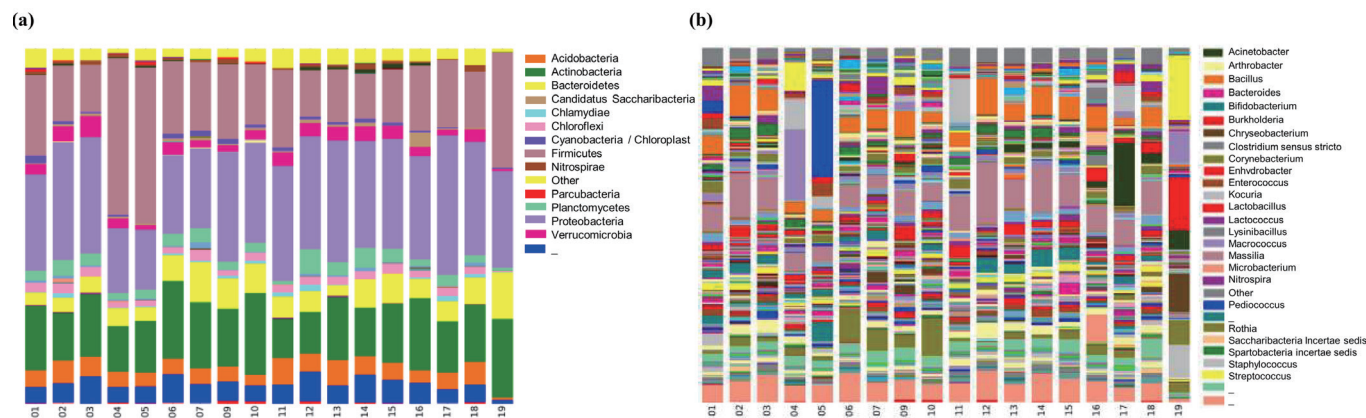 (a)
Acidobacteria
Actinobacteria
Bacteroidetes
Candidatus Saccharibacteria
Chlamydiae
Chloroflexi
Cyanobacteria / Chloroplast
Firmicutes
Nitrospirae
Other
Parcubacteria
Planctomycetes
Proteobacteria
Verrucomicrobia
_
01 02 03 04 05 06 07 09 10 11 12 13 14 15 16 17 18 19
(b)
Acinetobacter
Arthrobacter
Bacillus
Bacteroides
Bifidobacterium
Burkholderia
Chryseobacterium
Clostridium sensus stricto
Corynebacterium
Enhydrobacter
Enterococcus
Kocuria
Lactobacillus
Lactococcus
Lysinibacillus
Macrococcus
Massilia
Microbacterium
Nitrospira
Other
Pediococcus
_
Rothia
Saccharibacteria Incertae sedis
Spartobacteria incertae sedis
Staphylococcus
Streptococcus
_
_
01 02 03 04 05 06 07 09 10 11 12 13 14 15 16 17 18 19